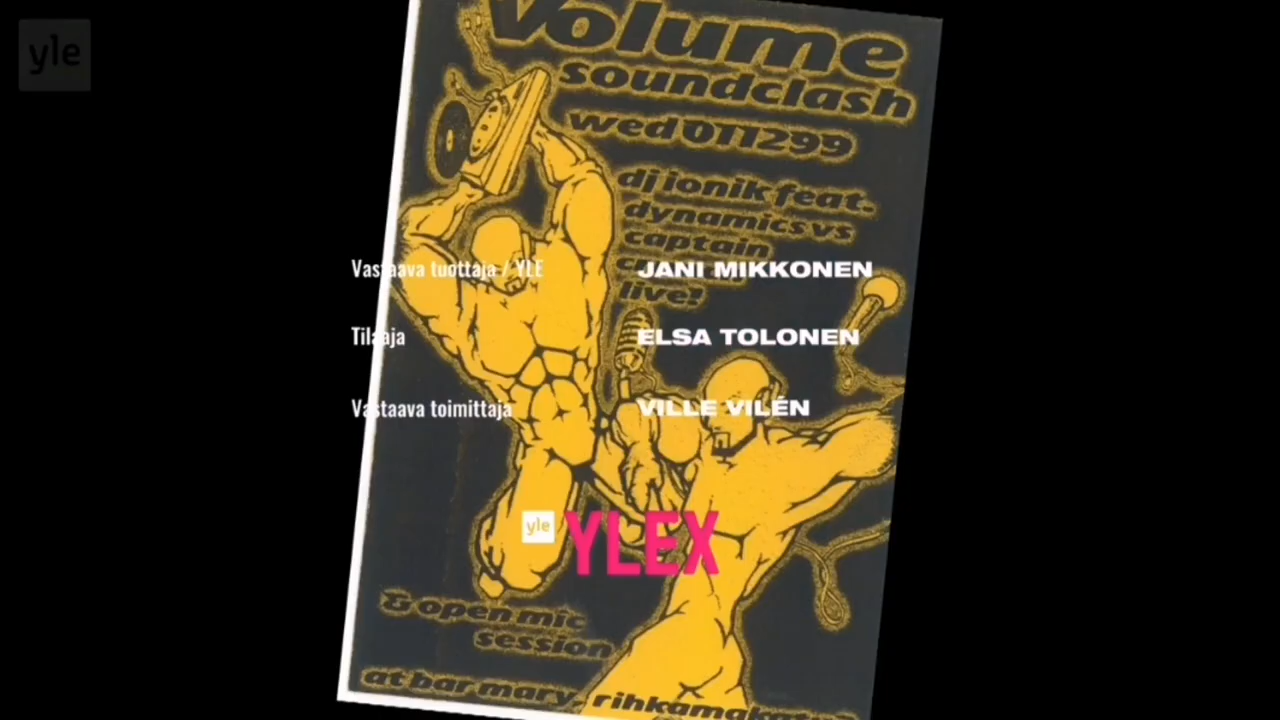 yle
Volume
soundclash
wed 011299
dj ionik feat.
dynamics vs
captain
live!
Vastaava tuottaja / YLE JANI MIKKONEN
Tilaaja ELSA TOLONEN
Vastaava toimittaja VILLE VILÉN
yle YLEX
& open mic
session
at bar mary. rihkamakatu